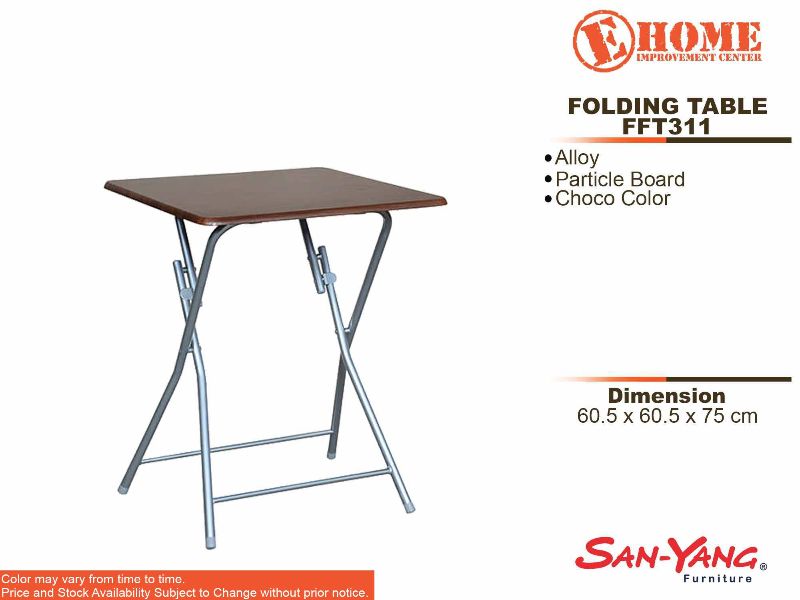 E HOME
IMPROVEMENT CENTER
FOLDING TABLE
FFT311
•Alloy
•Particle Board
•Choco Color
Dimension
60.5 x 60.5 x 75 cm
SAN-YANG®
Furniture
Color may vary from time to time.
Price and Stock Availability Subject to Change without prior notice.